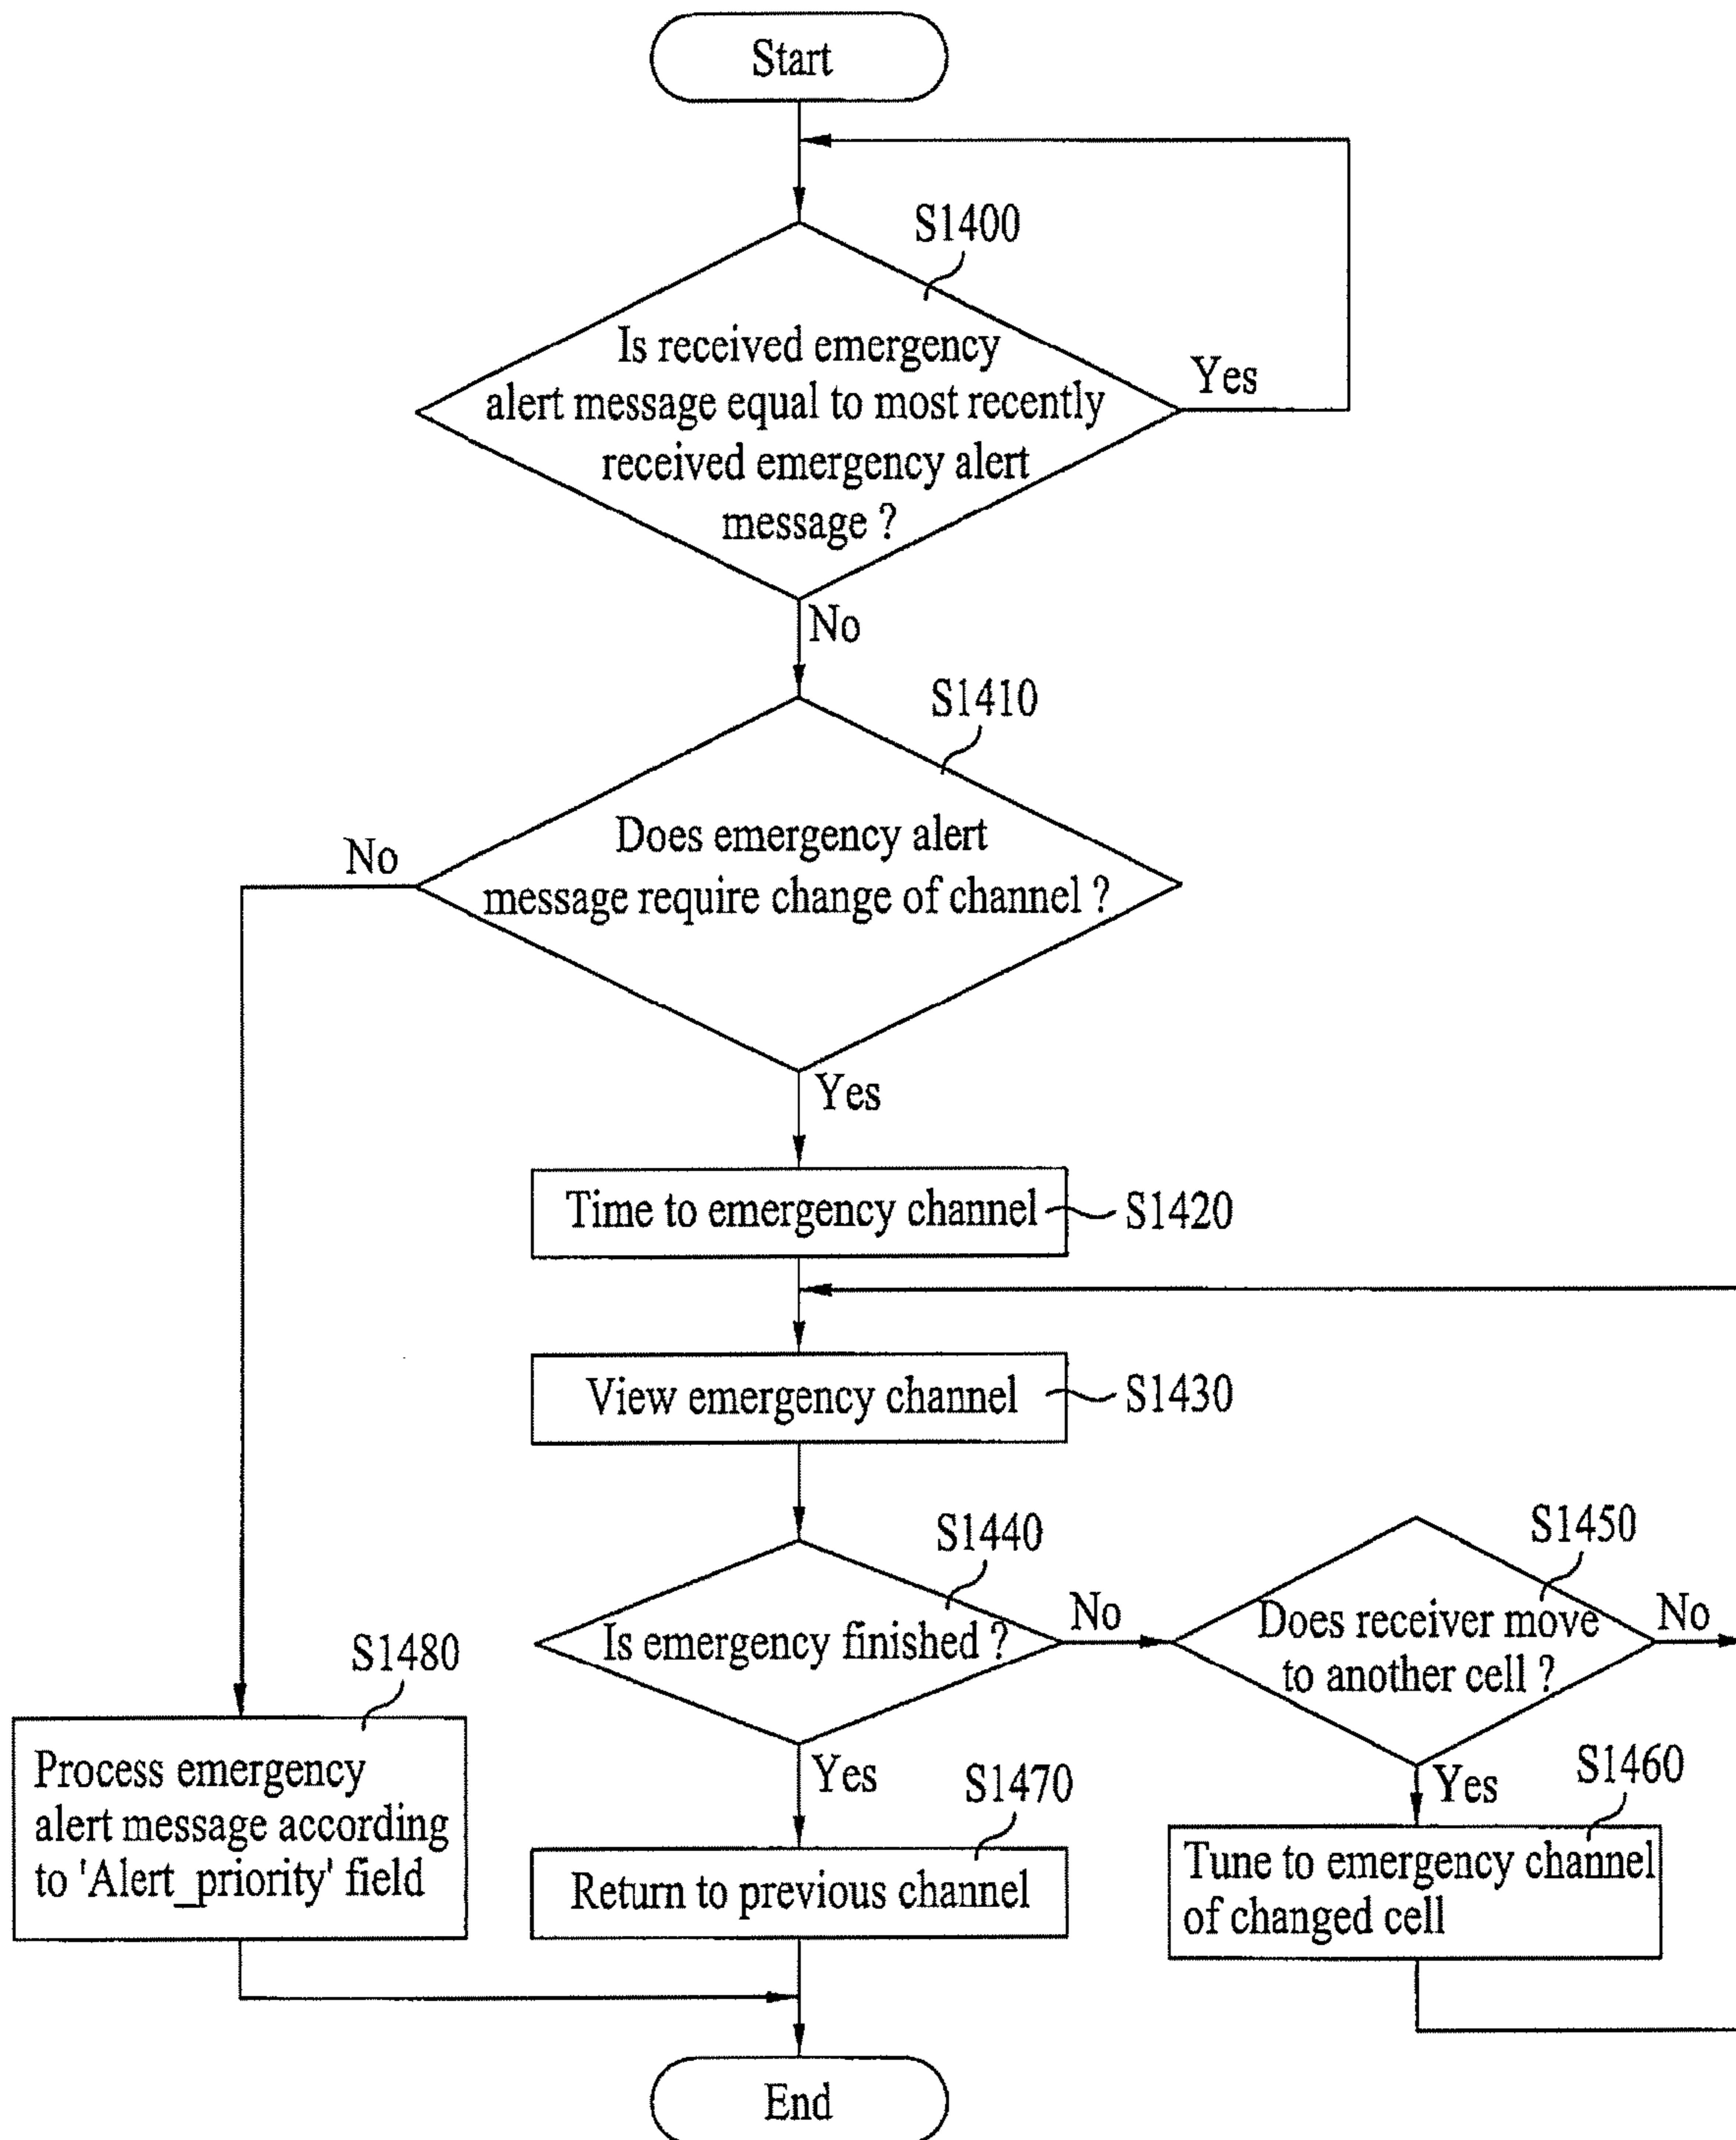 Start
S1400
Is received emergency
alert message equal to most recently
received emergency alert
message ?
Yes
No
S1410
Does emergency alert
message require change of channel ?
No
Yes
Time to emergency channel
S1420
View emergency channel
S1430
S1440
Is emergency finished ?
No
S1450
Does receiver move
to another cell ?
No
S1480
Process emergency
alert message according
to 'Alert_priority' field
Yes
S1470
Return to previous channel
Yes
S1460
Tune to emergency channel
of changed cell
End